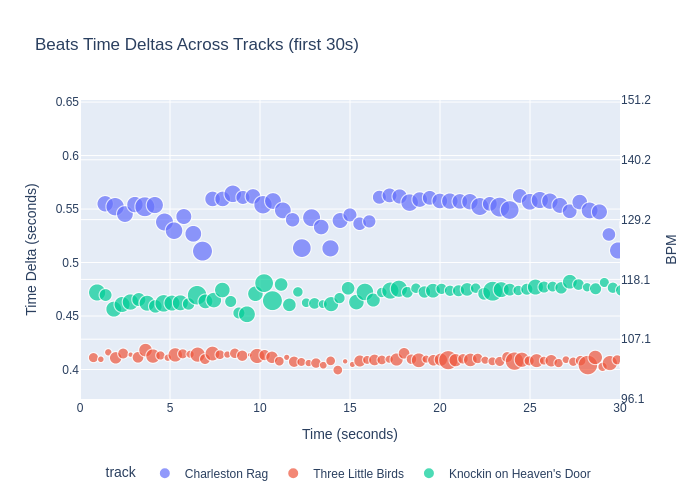 Beats Time Deltas Across Tracks (first 30s)
0.65
0.6
0.55
0.5
0.45
0.4
Time Delta (seconds)
151.2
140.2
129.2
118.1
107.1
96.1
BPM
0 5 10 15 20 25 30
Time (seconds)
track Charleston Rag Three Little Birds Knockin on Heaven's Door